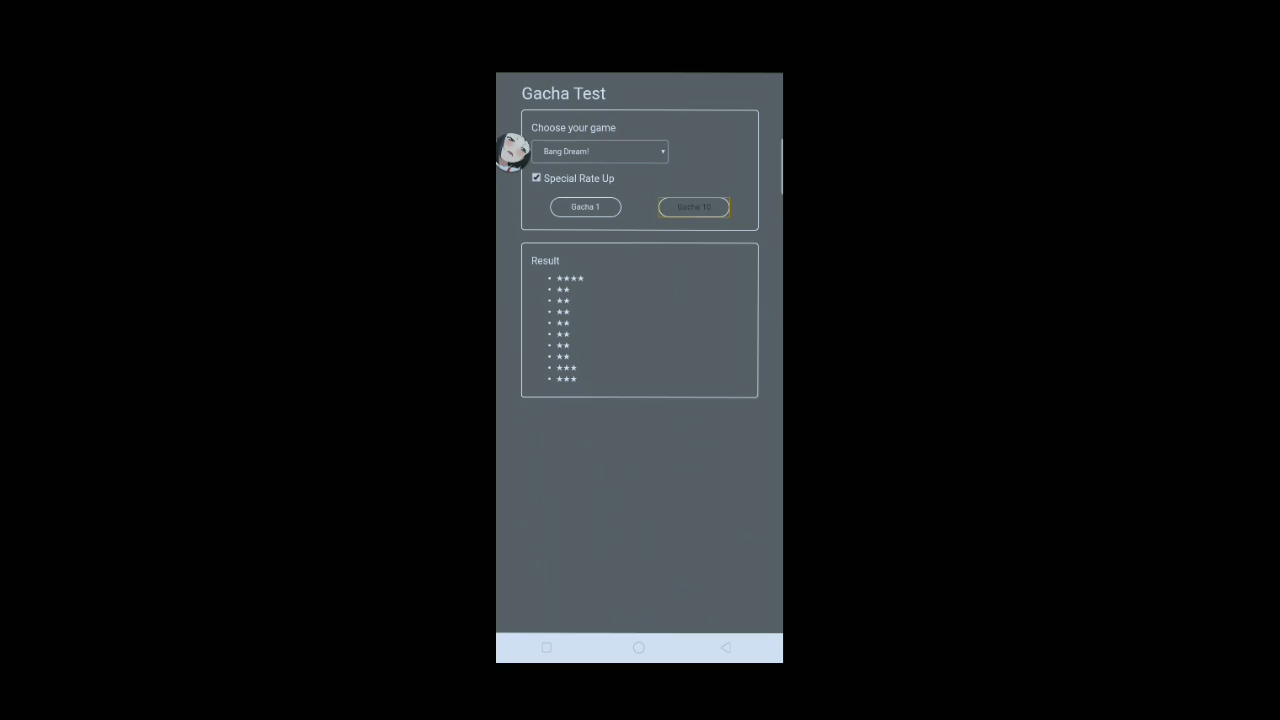 Gacha Test
Choose your game
Bang Dream!
Special Rate Up
Gacha 1
Gacha 10
Result
★★★★
★★
★★
★★
★★
★★
★★
★★
★★★
★★★